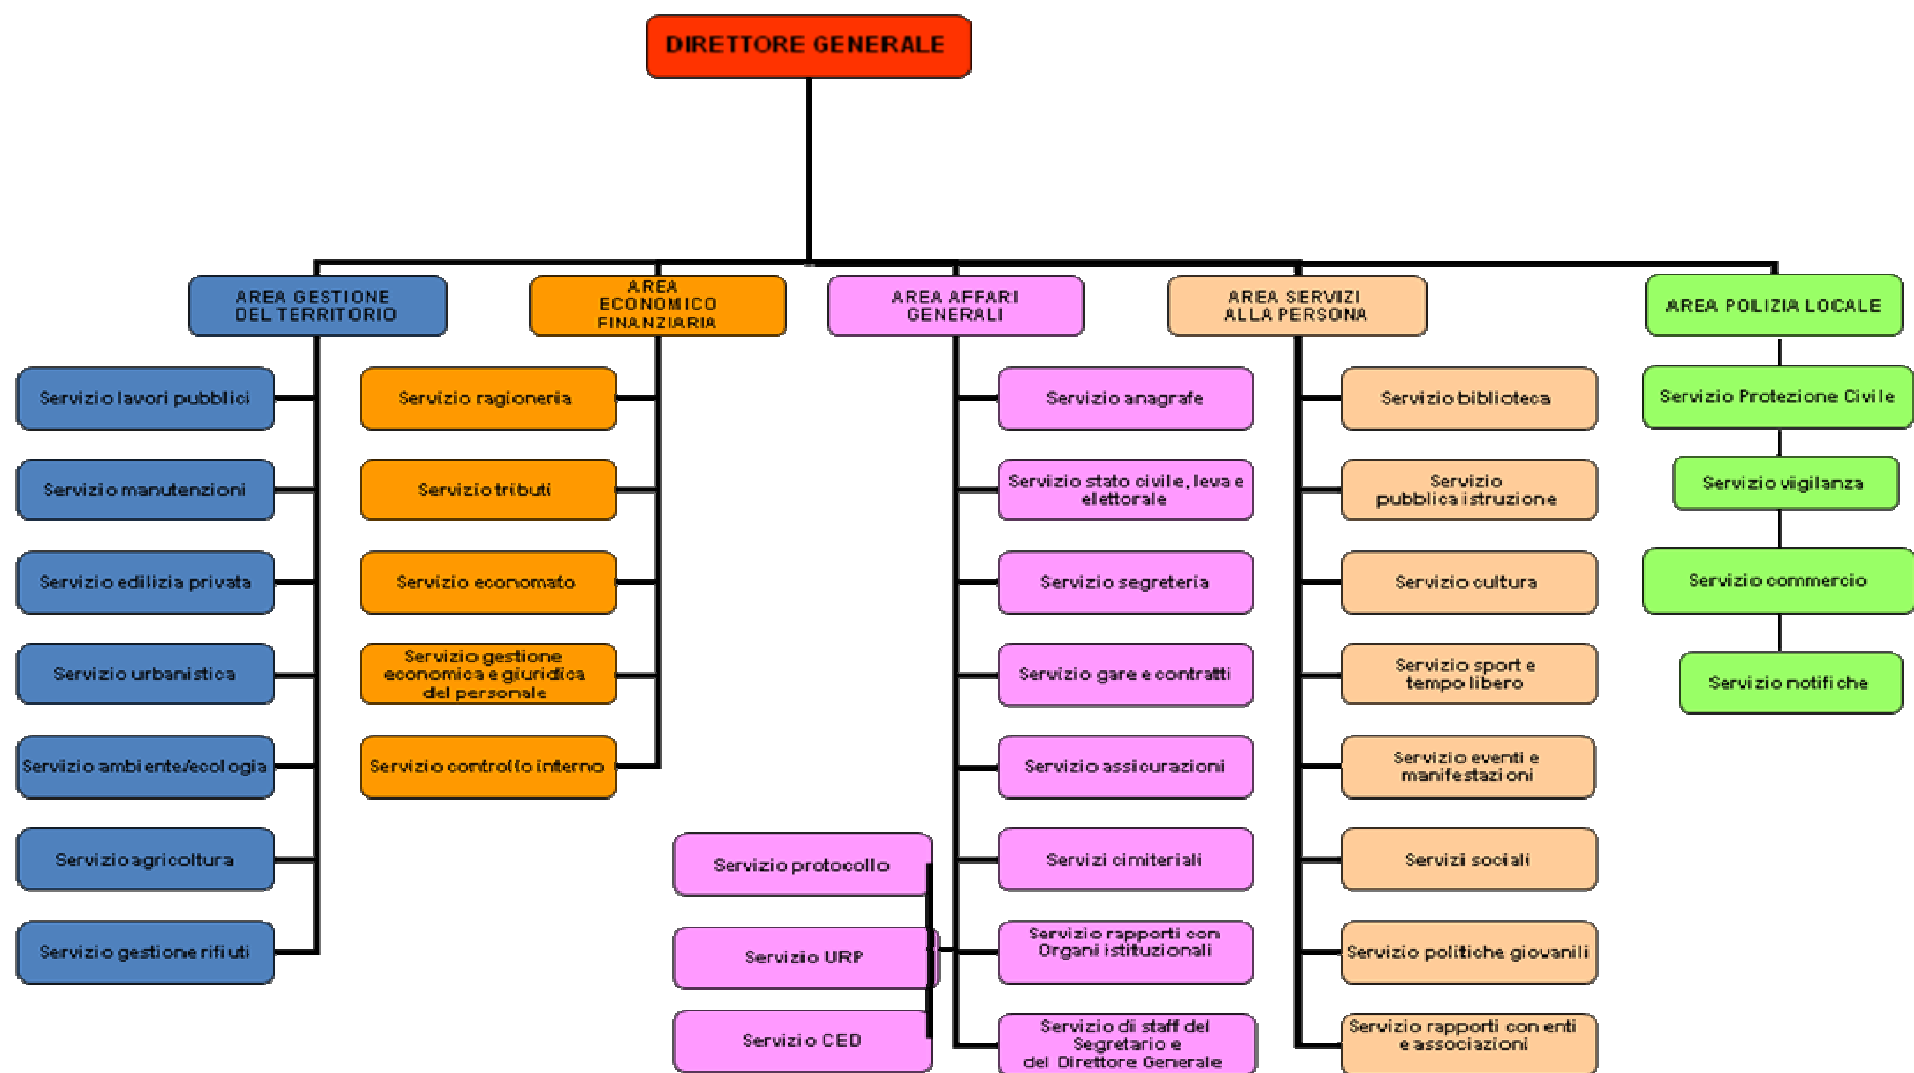 DIRETTORE GENERALE
AREA GESTIONE
DEL TERRITORIO
AREA
ECONOMICO
FINANZIARIA
AREA AFFARI
GENERALI
AREA SERVIZI
ALLA PERSONA
AREA POLIZIA LOCALE
Servizio lavori pubblici
Servizio manutenzioni
Servizio edilizia privata
Servizio urbanistica
Servizio ambiente/ecologia
Servizio agricoltura
Servizio gestione rifiuti
Servizio ragioneria
Servizio tributi
Servizio economato
Servizio gestione
economica e giuridica
del personale
Servizio controllo interno
Servizio protocollo
Servizio URP
Servizio CED
Servizio anagrafe
Servizio stato civile, leva e
elettorale
Servizio segreteria
Servizio gare e contratti
Servizio assicurazioni
Servizi cimiteriali
Servizio rapporti con
Organi istituzionali
Servizio di staff del
Segretario e
del Direttore Generale
Servizio biblioteca
Servizio
pubblica istruzione
Servizio cultura
Servizio sport e
tempo libero
Servizio eventi e
manifestazioni
Servizi sociali
Servizio politiche giovanili
Servizio rapporti con enti
e associazioni
Servizio Protezione Civile
Servizio vigilanza
Servizio commercio
Servizio notifiche